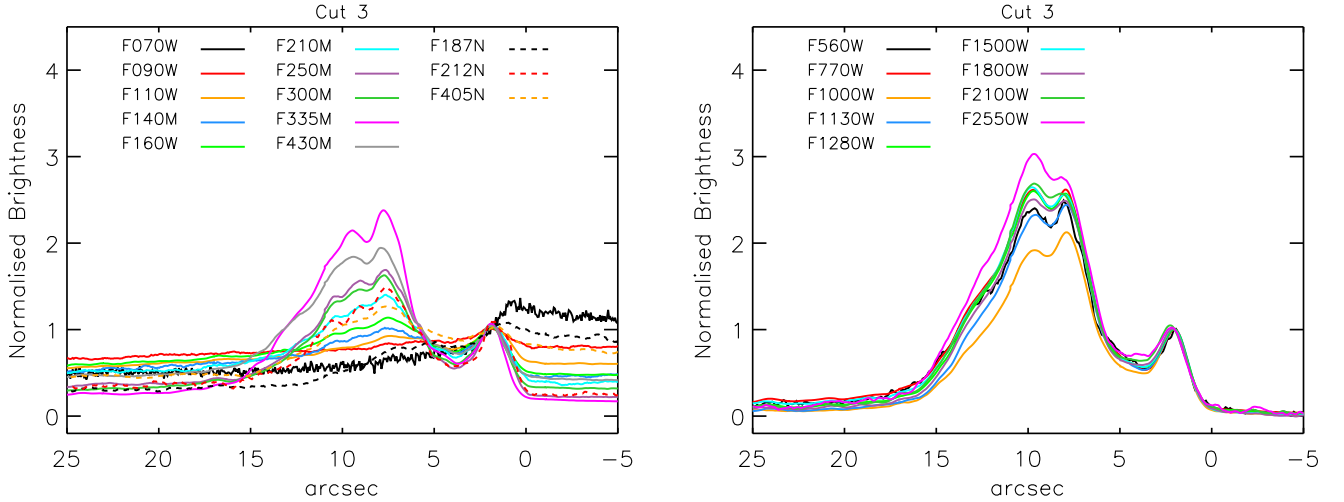 Cut 3
F070W F210M F187N
F090W F250M F212N
F110W F300M F405N
F140M F335M
F160W F430M
Normalised Brightness
4
3
2
1
0
25 20 15 10 5 0 −5
arcsec
Cut 3
F560W F1500W
F770W F1800W
F1000W F2100W
F1130W F2550W
F1280W
Normalised Brightness
4
3
2
1
0
25 20 15 10 5 0 −5
arcsec